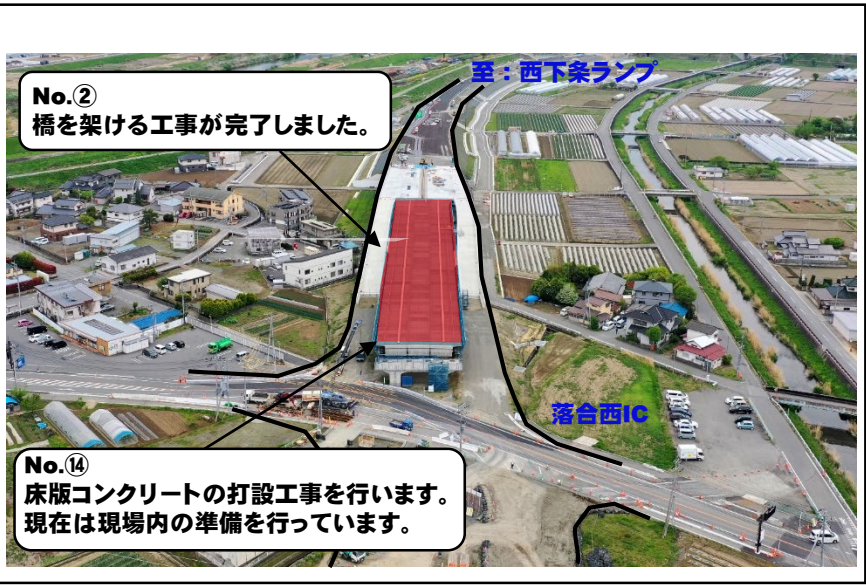 至：西下条ランプ
No.②
橋を架ける工事が完了しました。
落合西IC
No.⑭
床版コンクリートの打設工事を行います。
現在は現場内の準備を行っています。